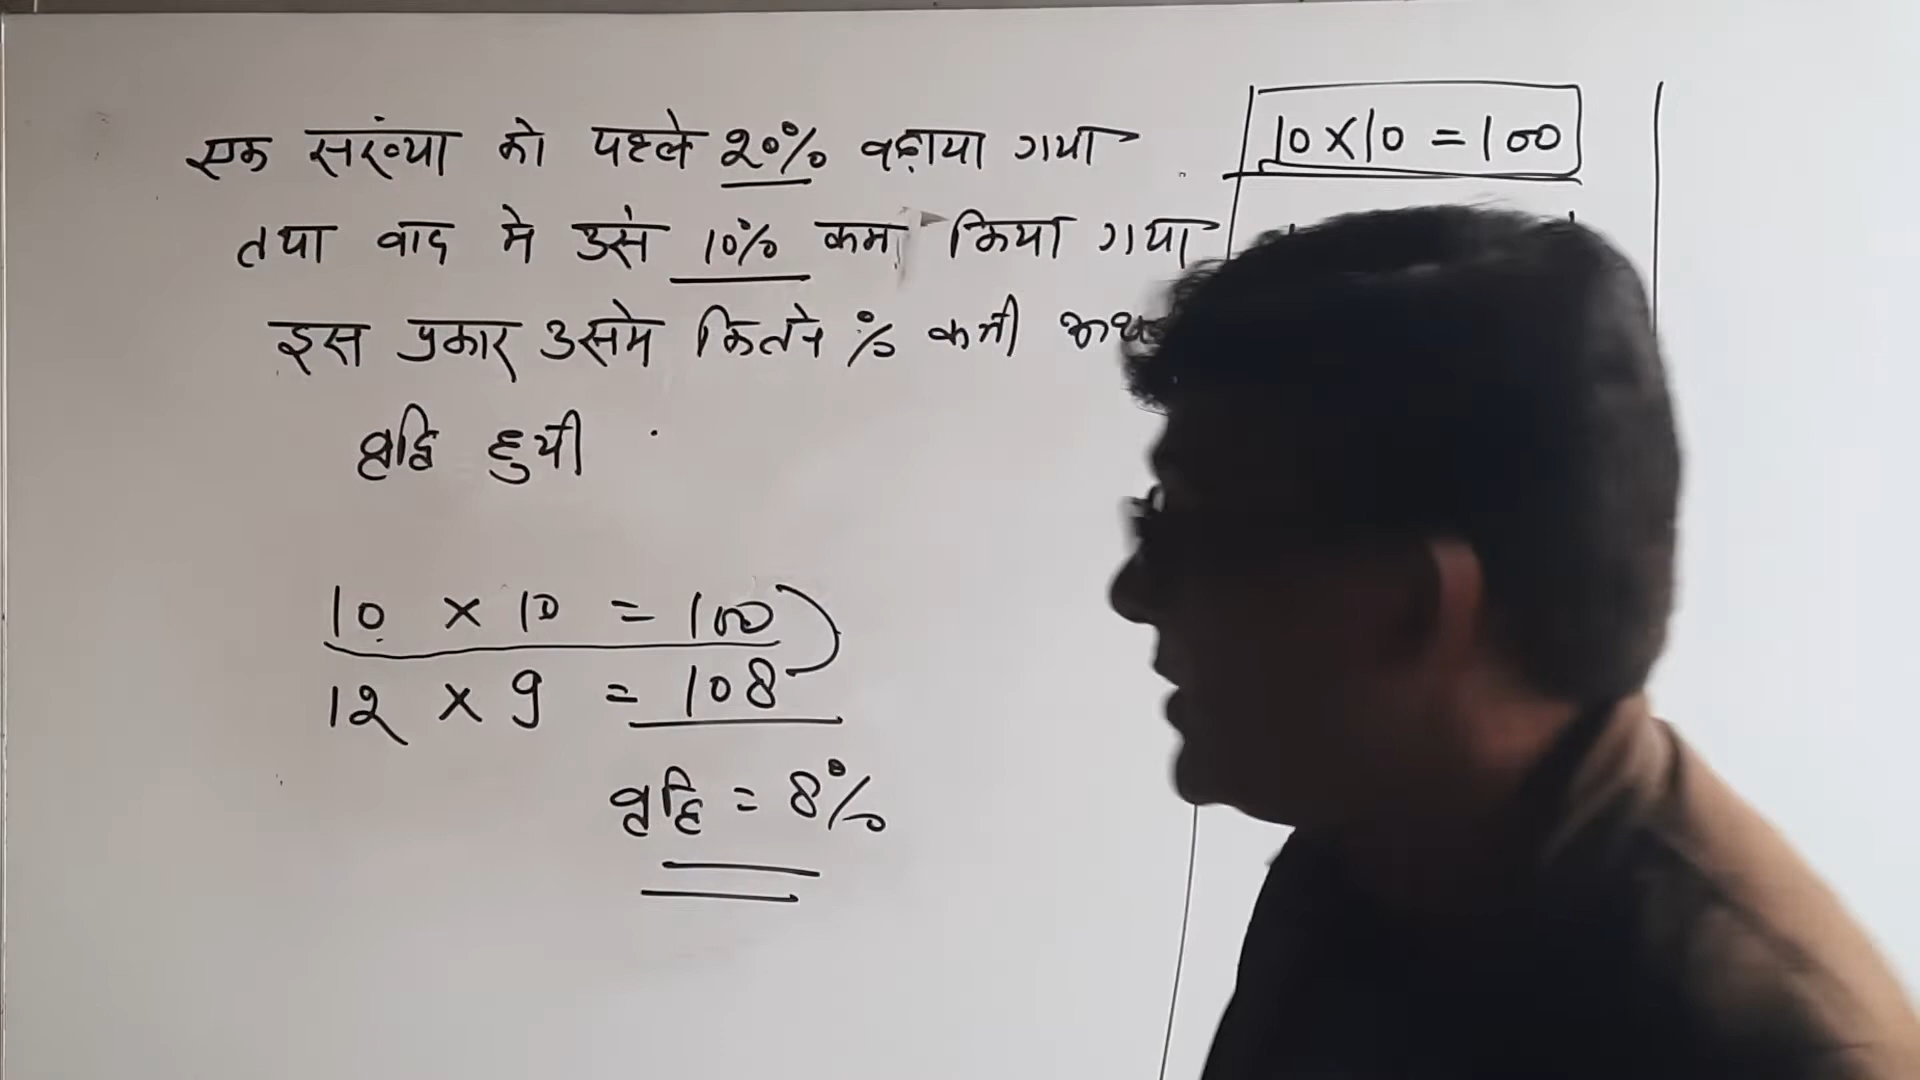 एक संख्या को पहले 20% बढ़ाया गया
तथा बाद मे उसे 10% कम किया गया
इस प्रकार उसमे कितने % कमी
वृद्धि हुयी
10 × 10 = 100
12 × 9 = 108
वृद्धि = 8%
10 × 10 = 100